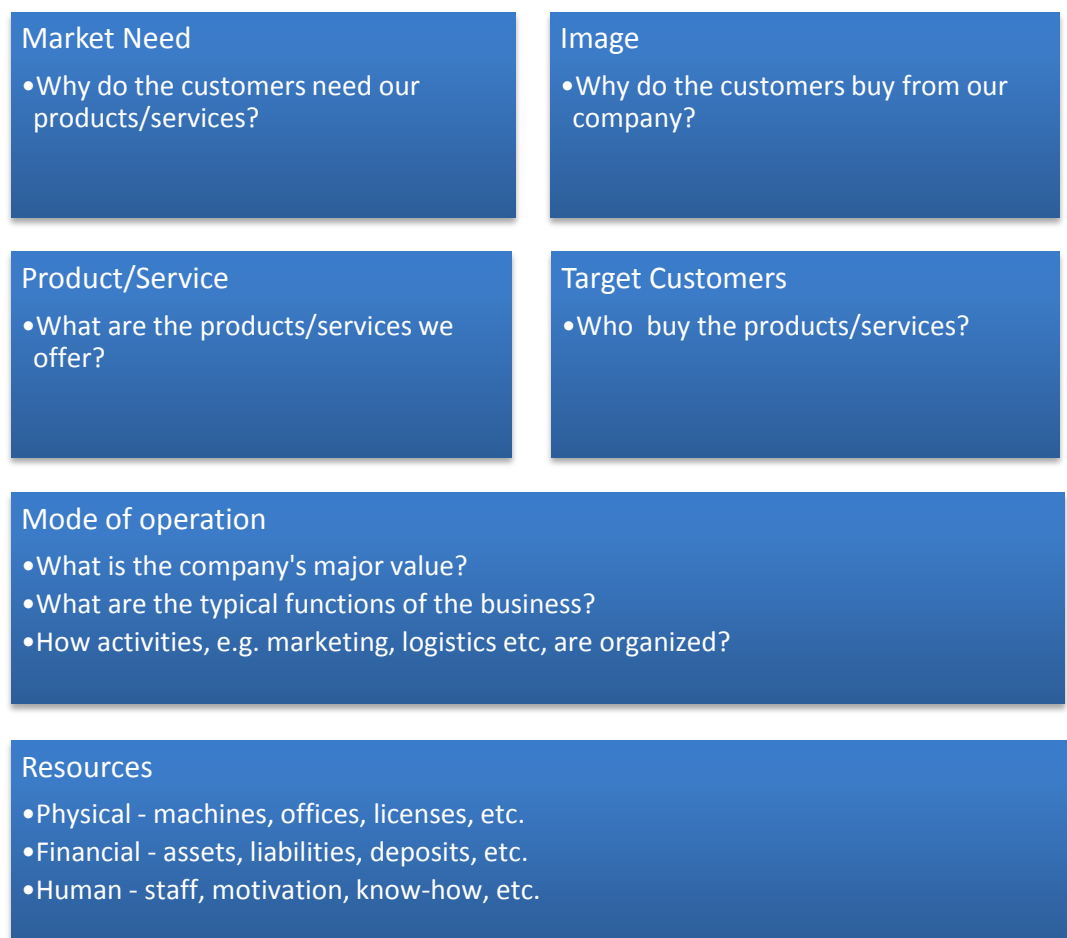 Market Need
•Why do the customers need our
products/services?
Image
•Why do the customers buy from our
company?
Product/Service
•What are the products/services we
offer?
Target Customers
•Who  buy the products/services?
Mode of operation
•What is the company's major value?
•What are the typical functions of the business?
•How activities, e.g. marketing, logistics etc, are organized?
Resources
•Physical - machines, offices, licenses, etc.
•Financial - assets, liabilities, deposits, etc.
•Human - staff, motivation, know-how, etc.